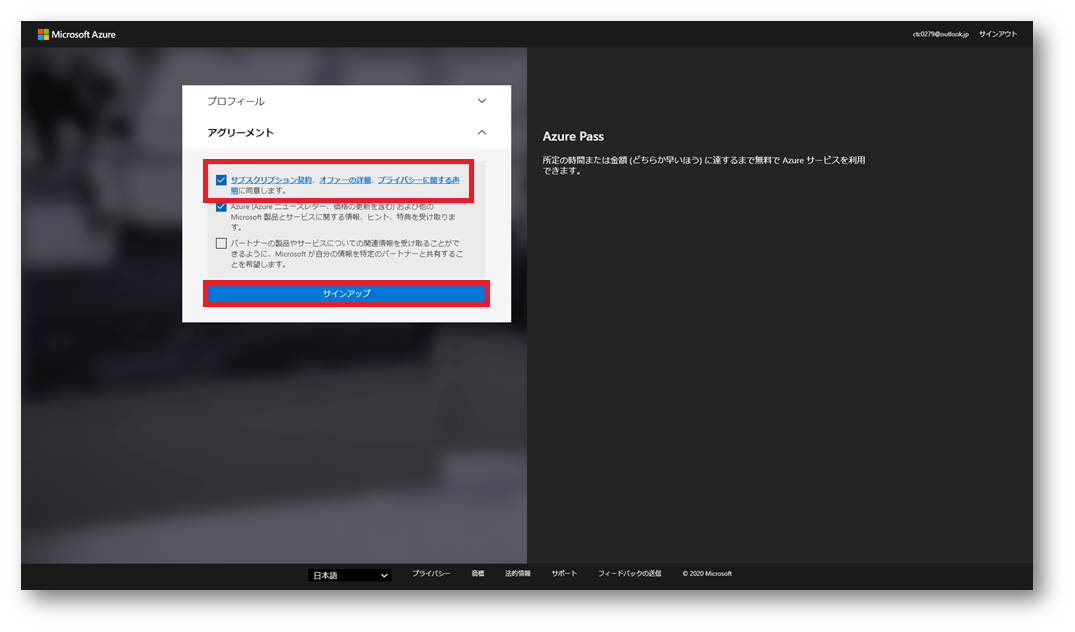 Microsoft Azure
ctc0279@outlook.jp サインアウト
プロフィール
アグリーメント
サブスクリプション契約、オファーの詳細、プライバシーに関する声
明に同意します。
Azure (Azure ニュースレター、価格の更新を含む) および他の
Microsoft 製品とサービスに関する情報、ヒント、特典を受け取りま
す。
パートナーの製品やサービスについての関連情報を受け取ることがで
きるように、Microsoft が自分の情報を特定のパートナーと共有するこ
とを希望します。
サインアップ
Azure Pass
所定の時間または金額 (どちらか早いほう) に達するまで無料で Azure サービスを利用
できます。
日本語 プライバシー 商標 法的情報 サポート フィードバックの送信 © 2020 Microsoft